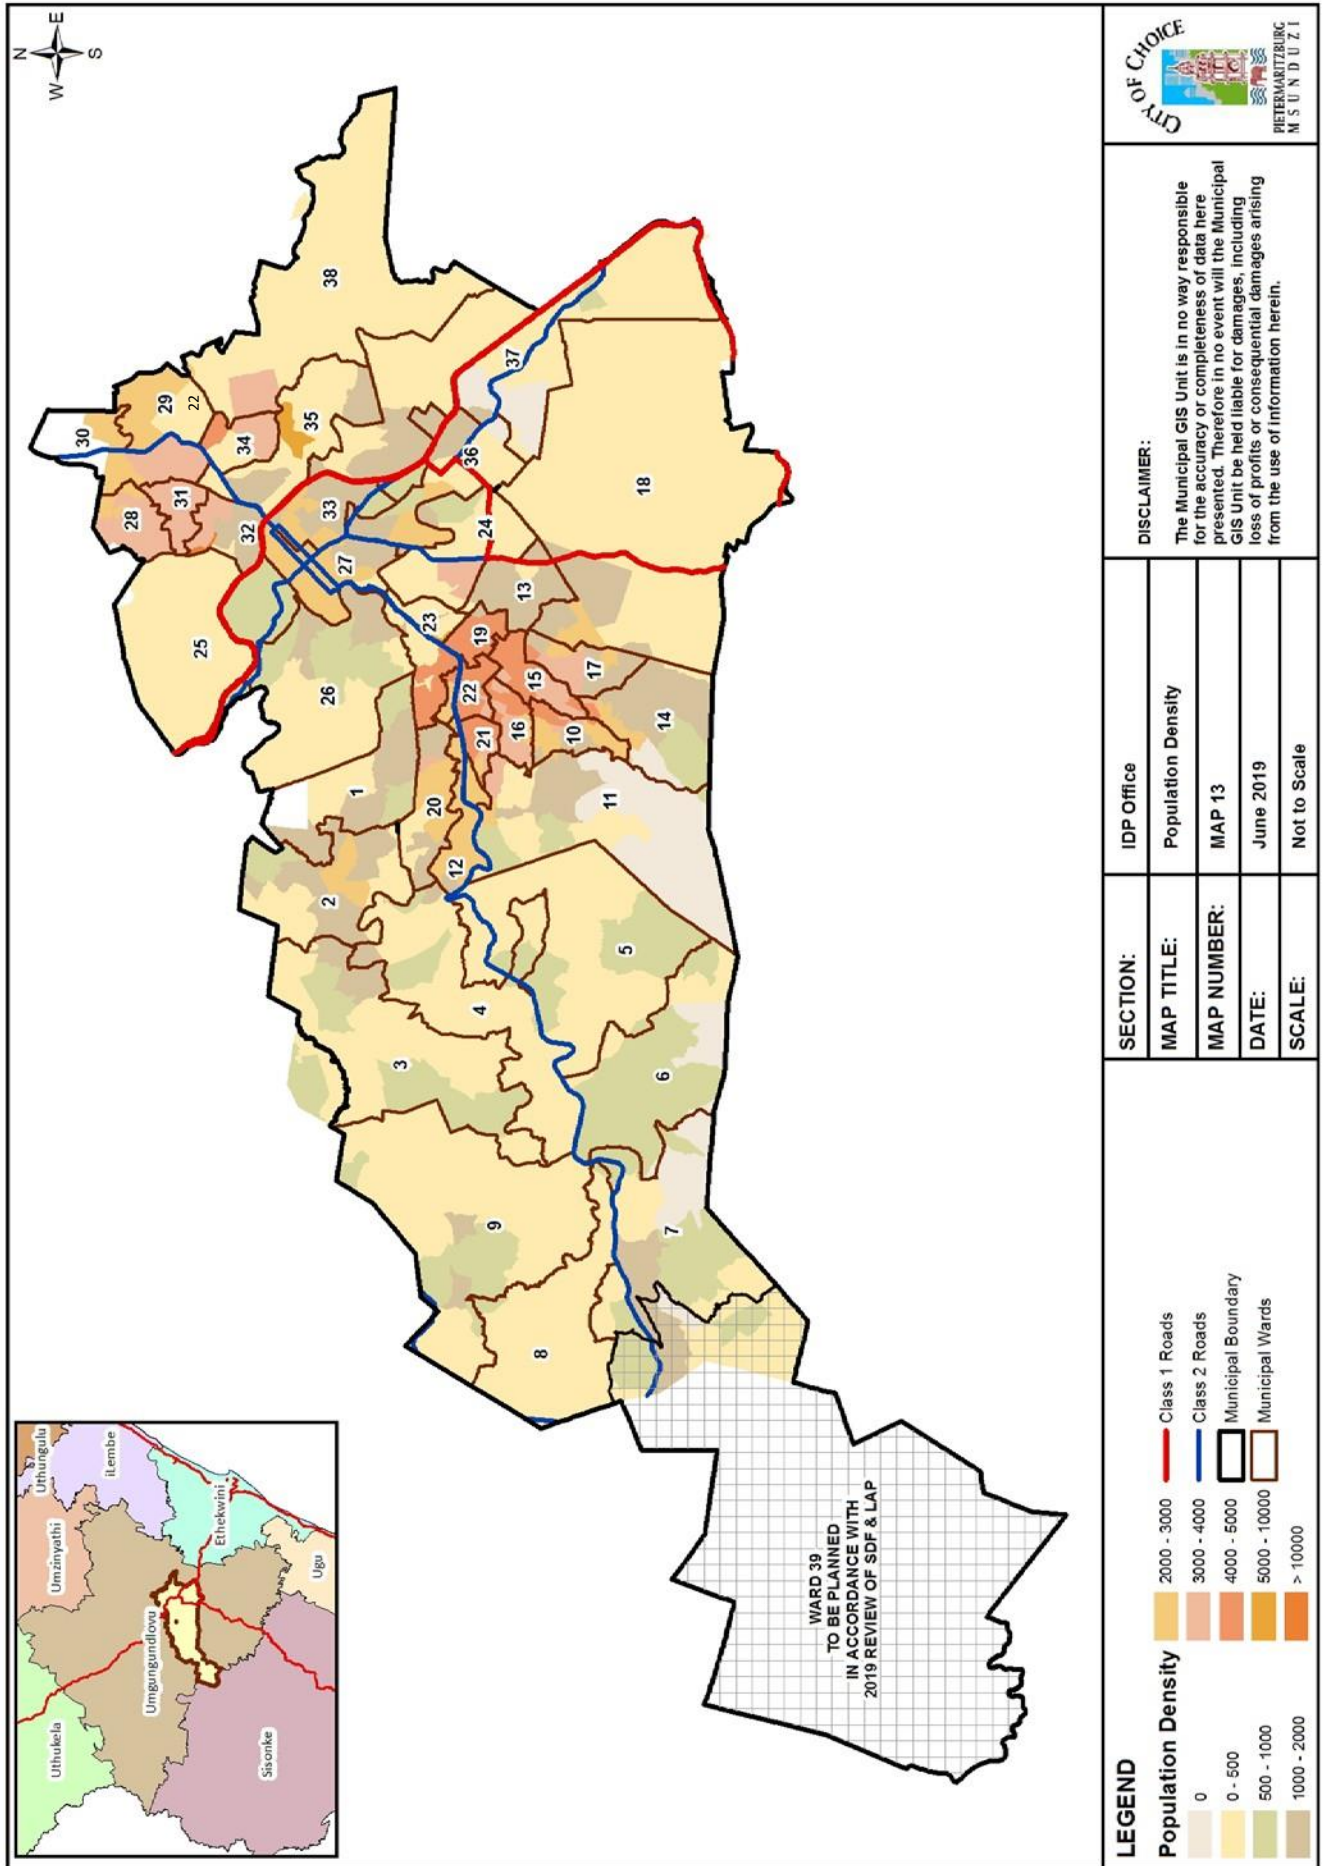 N
W
E
S
Uthukela
Umzinyathi
Uthungulu
iLembe
Umgungundlovu
Ethekwini
Ugu
Sisonke
30
29
22
28
31
34
38
35
32
33
25
27
37
36
26
23
24
18
19
13
1
22
15
17
20
21
16
10
14
2
12
11
3
4
5
6
9
7
8
WARD 39
TO BE PLANNED
IN ACCORDANCE WITH
2019 REVIEW OF SDF & LAP
LEGEND
Population Density
0
0 - 500
500 - 1000
1000 - 2000
2000 - 3000
3000 - 4000
4000 - 5000
5000 - 10000
> 10000
Class 1 Roads
Class 2 Roads
Municipal Boundary
Municipal Wards
SECTION:
IDP Office
MAP TITLE:
Population Density
MAP NUMBER:
MAP 13
DATE:
June 2019
SCALE:
Not to Scale
DISCLAIMER:
The Municipal GIS Unit is in no way responsible
for the accuracy or completeness of data here
presented. Therefore in no event will the Municipal
GIS Unit be held liable for damages, including
loss of profits or consequential damages arising
from the use of information herein.
CITY OF CHOICE
PIETERMARITZBURG
MSUNDUZI